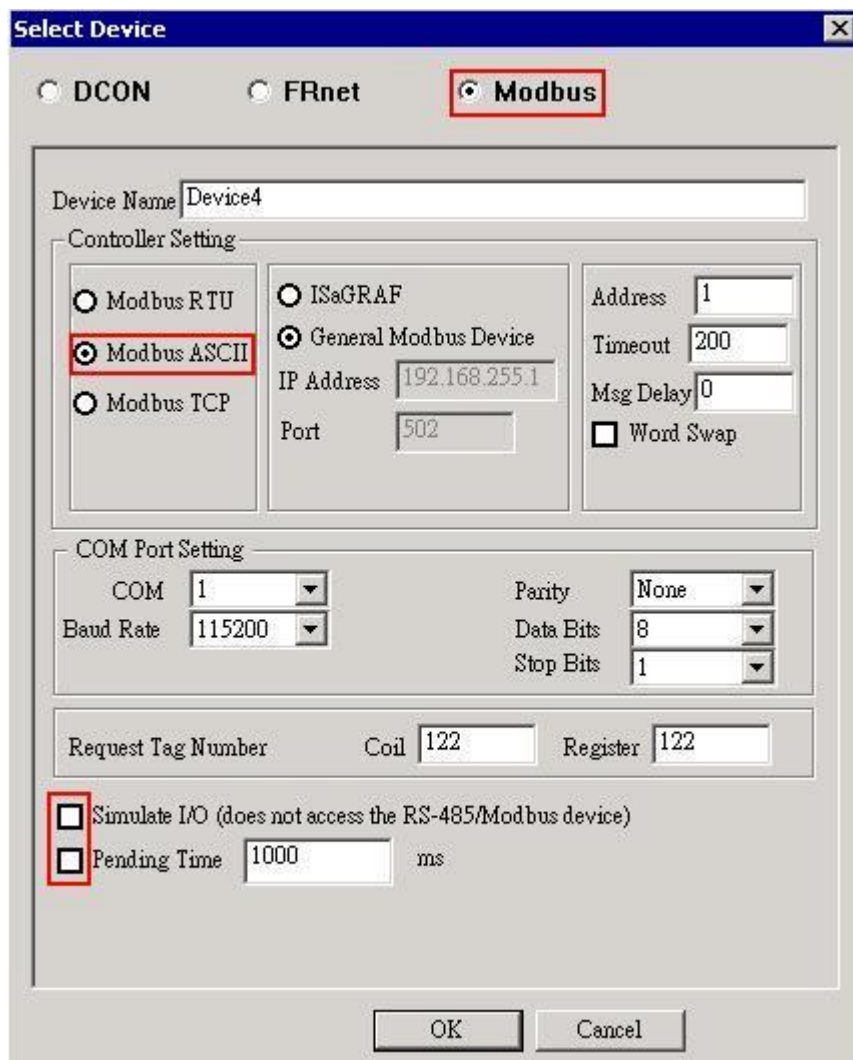 Select Device
DCON FRnet Modbus
Device Name Device4
Controller Setting
Modbus RTU
Modbus ASCII
Modbus TCP
ISaGRAF
General Modbus Device
IP Address 192.168.255.1
Port 502
Address 1
Timeout 200
Msg Delay 0
Word Swap
COM Port Setting
COM 1
Baud Rate 115200
Parity None
Data Bits 8
Stop Bits 1
Request Tag Number Coil 122 Register 122
Simulate I/O (does not access the RS-485/Modbus device)
Pending Time 1000 ms
OK Cancel